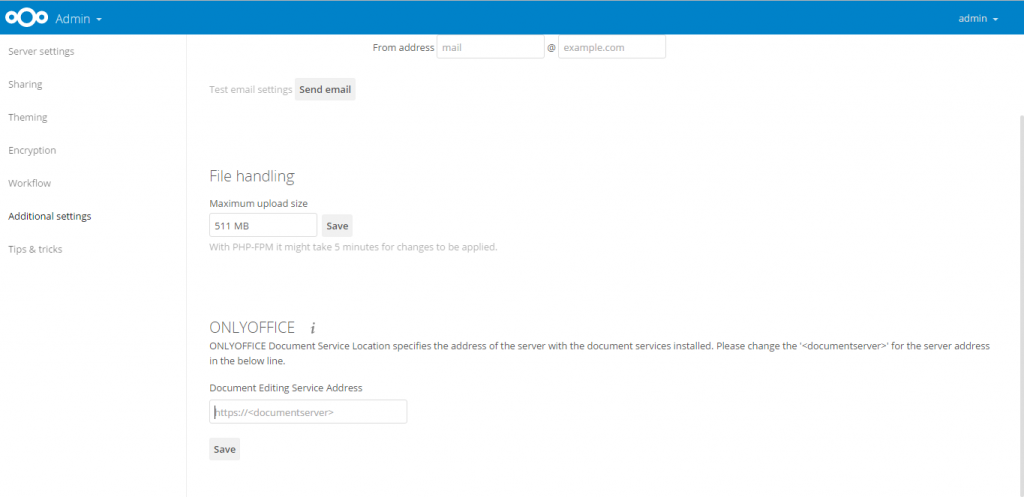 Admin
admin
Server settings
Sharing
Theming
Encryption
Workflow
Additional settings
Tips & tricks
From address mail @ example.com
Test email settings Send email
File handling
Maximum upload size
511 MB Save
With PHP-FPM it might take 5 minutes for changes to be applied.
ONLYOFFICE i
ONLYOFFICE Document Service Location specifies the address of the server with the document services installed. Please change the '<documentserver>' for the server address
in the below line.
Document Editing Service Address
https://<documentserver>
Save